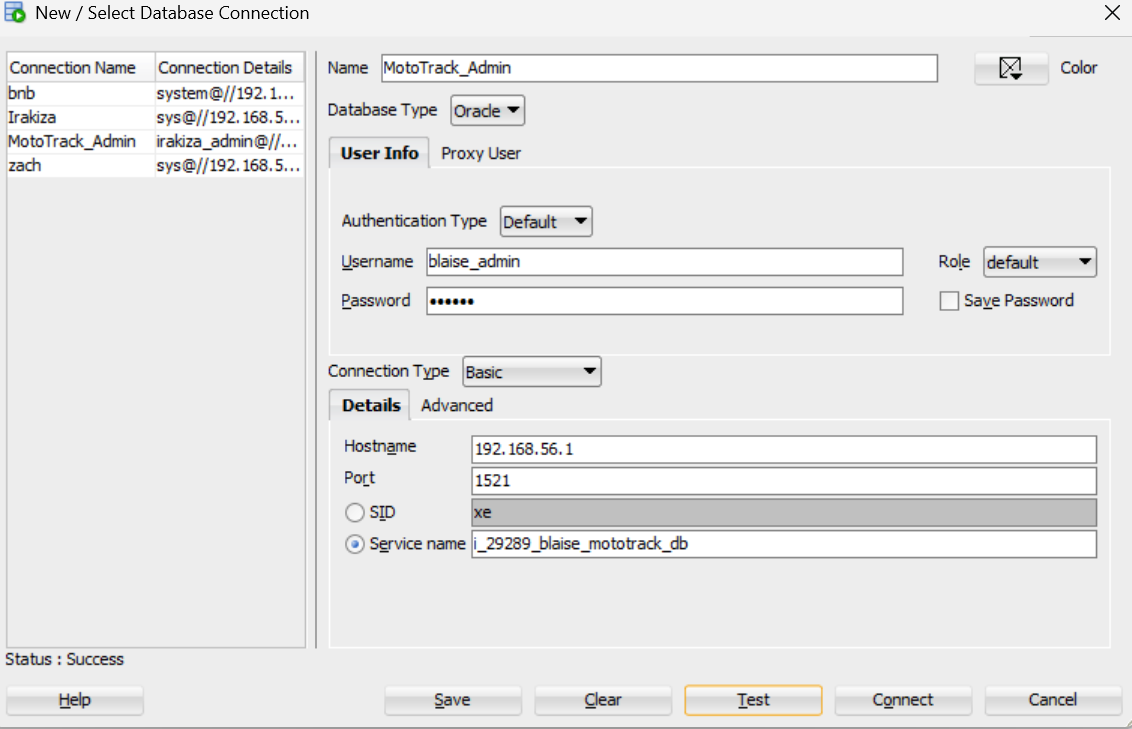 New / Select Database Connection
Connection Name Connection Details
bnb system@//192.1...
Irakiza sys@//192.168.5...
MotoTrack_Admin irakiza_admin@//...
zach sys@//192.168.5...
Name MotoTrack_Admin Color
Database Type Oracle
User Info Proxy User
Authentication Type Default
Username blaise_admin Role default
Password •••••• Save Password
Connection Type Basic
Details Advanced
Hostname 192.168.56.1
Port 1521
SID xe
Service name i_29289_blaise_mototrack_db
Status : Success
Help Save Clear Test Connect Cancel